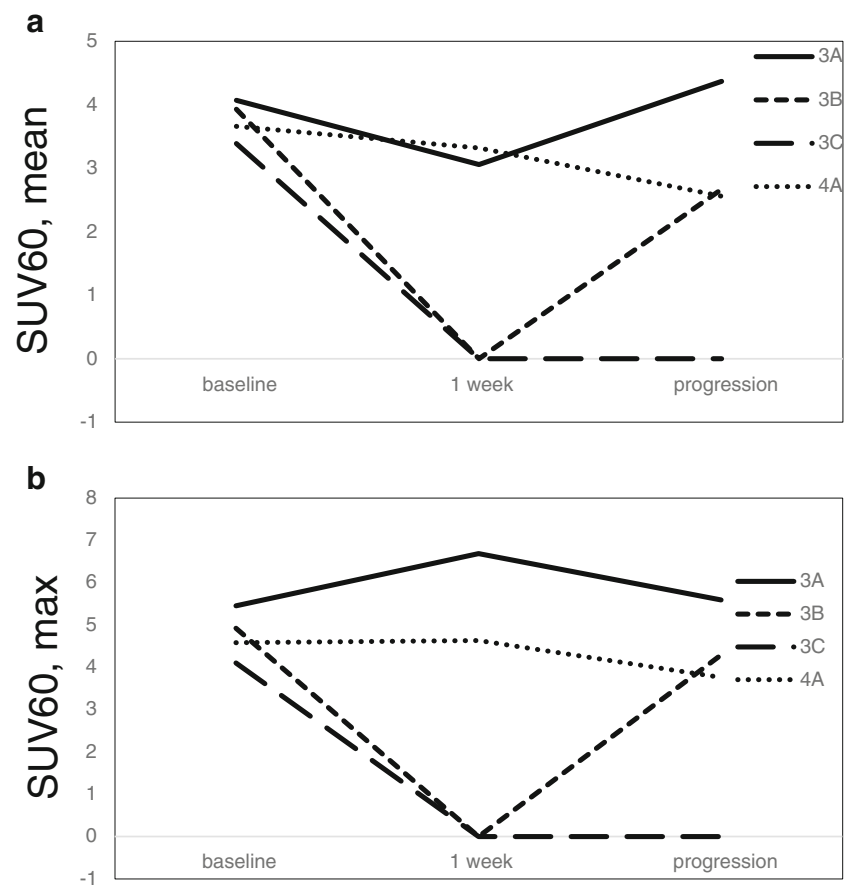 a
SUV60, mean
5
4
3
2
1
0
-1
baseline 1 week progression
3A
3B
3C
4A
b
SUV60, max
8
7
6
5
4
3
2
1
0
-1
baseline 1 week progression
3A
3B
3C
4A